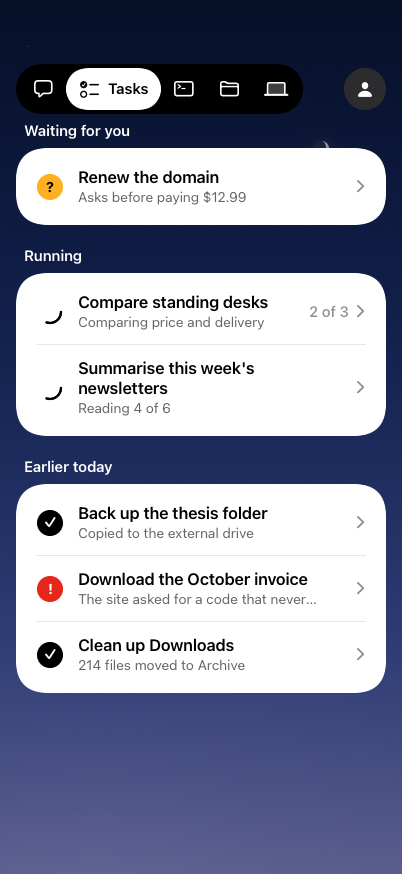 Tasks
Waiting for you
?
Renew the domain
Asks before paying $12.99
Running
Compare standing desks
Comparing price and delivery
2 of 3
Summarise this week's
newsletters
Reading 4 of 6
Earlier today
Back up the thesis folder
Copied to the external drive
!
Download the October invoice
The site asked for a code that never...
Clean up Downloads
214 files moved to Archive